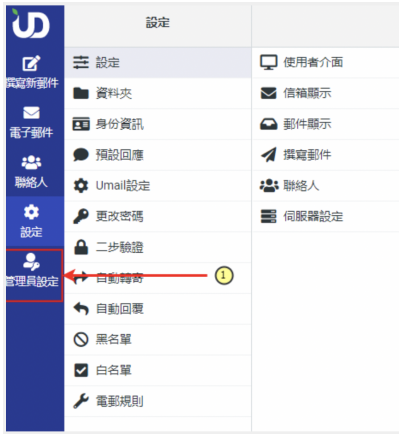 UD
撰寫新郵件
電子郵件
聯絡人
設定
管理員設定
設定
設定
資料夾
身份資訊
預設回應
Umail設定
更改密碼
二步驗證
自動轉寄
自動回覆
黑名單
白名單
電郵規則
使用者介面
信箱顯示
郵件顯示
撰寫郵件
聯絡人
伺服器設定
1